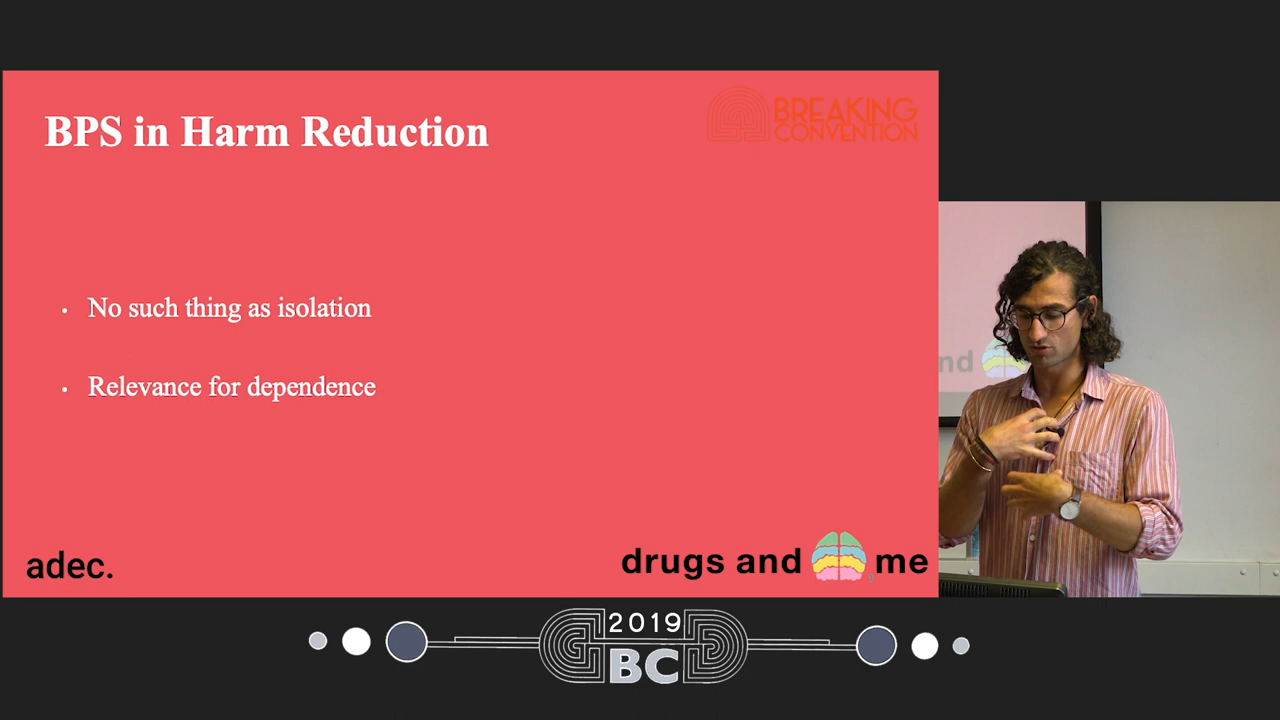 BPS in Harm Reduction
BREAKING
CONVENTION
No such thing as isolation
Relevance for dependence
adec.
drugs and me
nd
2019
BC